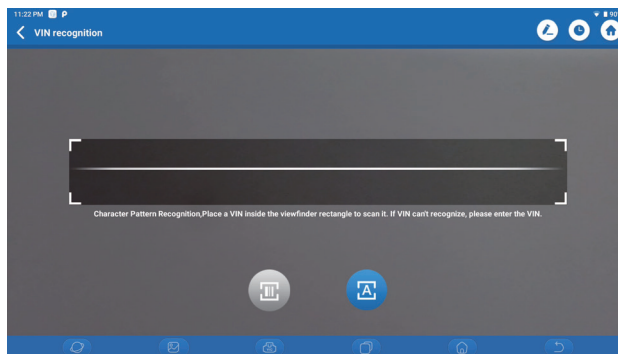 11:22 PM P 90
VIN recognition
Character Pattern Recognition,Place a VIN inside the viewfinder rectangle to scan it. If VIN can't recognize, please enter the VIN.
A